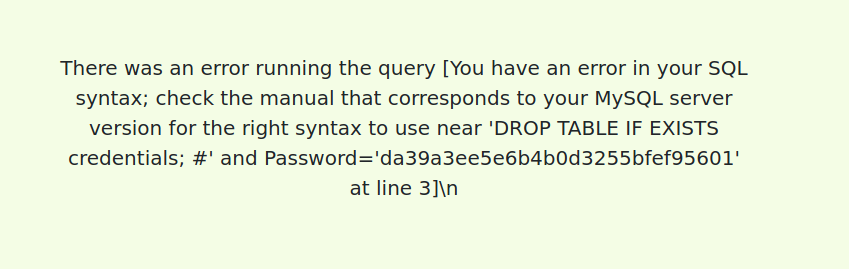 There was an error running the query [You have an error in your SQL
syntax; check the manual that corresponds to your MySQL server
version for the right syntax to use near 'DROP TABLE IF EXISTS
credentials; #' and Password='da39a3ee5e6b4b0d3255bfef95601'
at line 3]\n